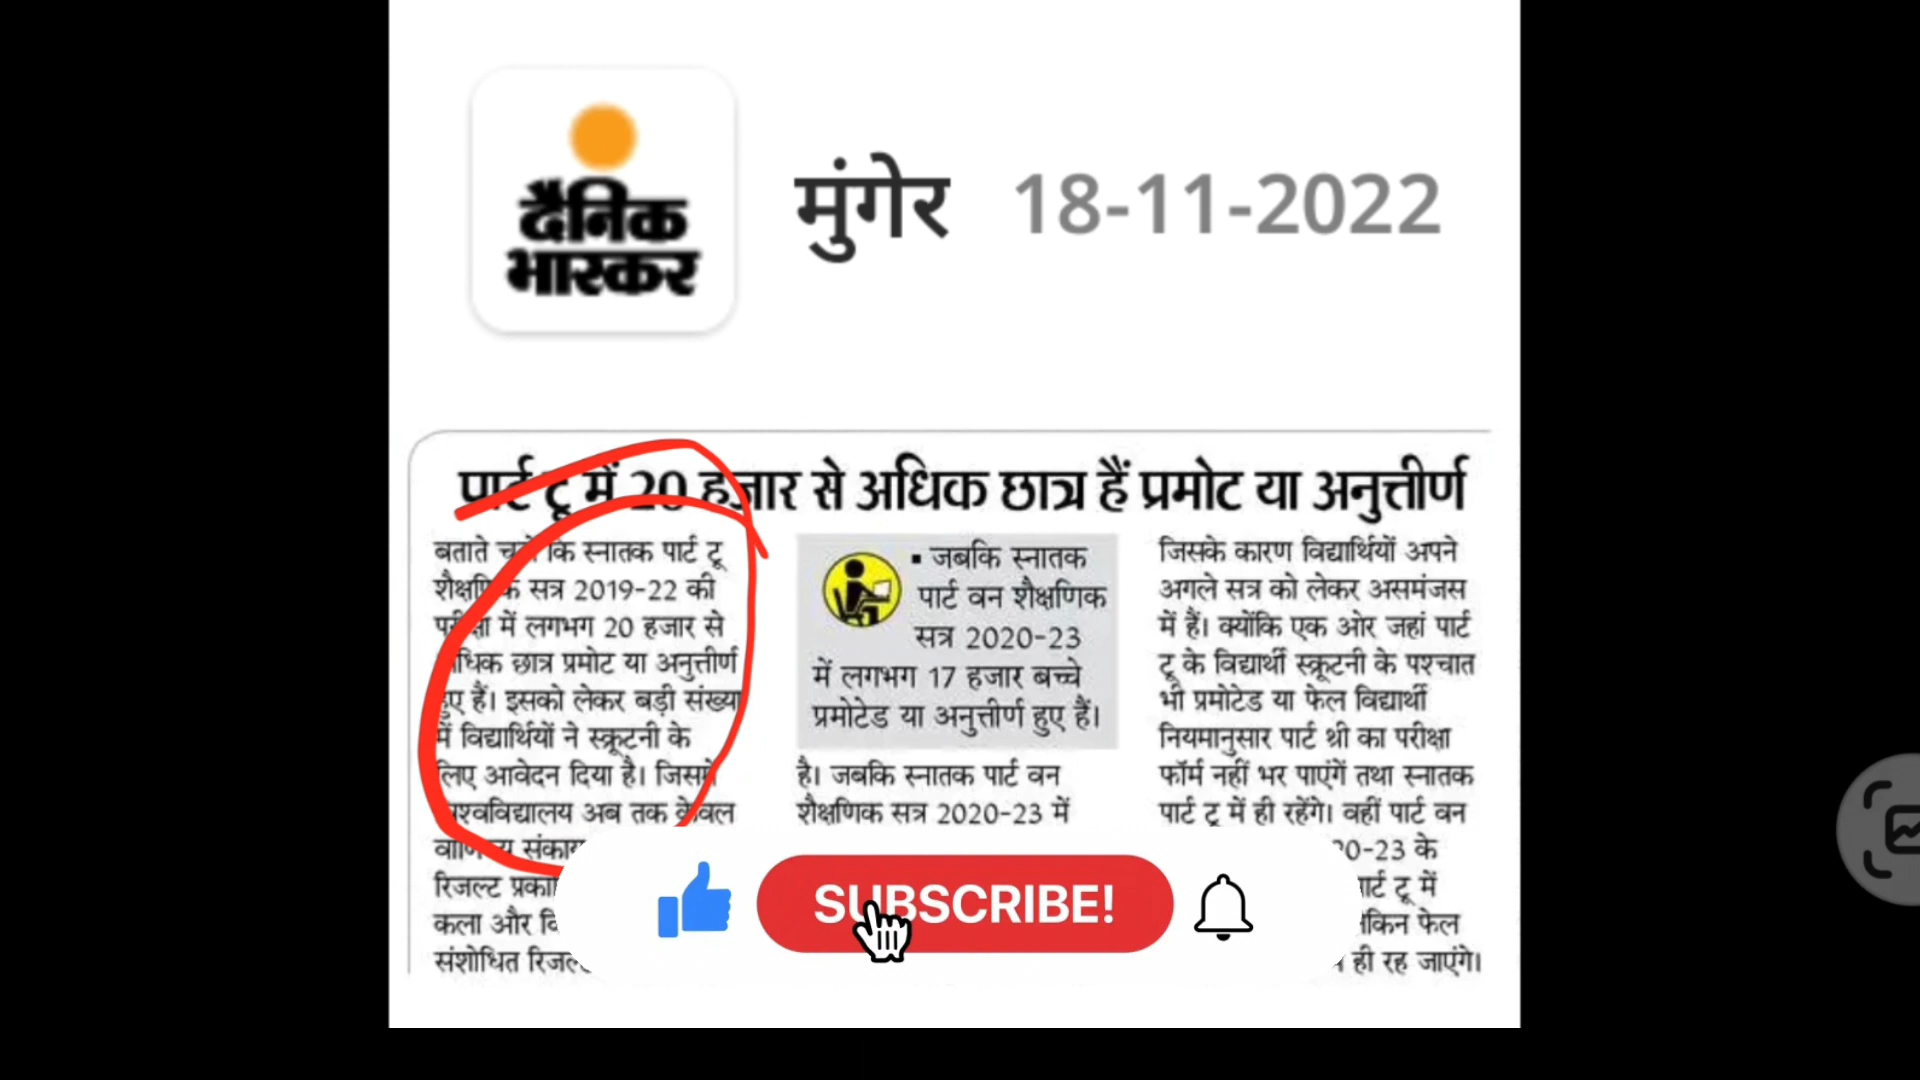 दैनिक
भास्कर
मुंगेर 18-11-2022
पार्ट टू में 20 हजार से अधिक छात्र हैं प्रमोट या अनुत्तीर्ण
बताते चलें कि स्नातक पार्ट टू
शैक्षणिक सत्र 2019-22 की
परीक्षा में लगभग 20 हजार से
अधिक छात्र प्रमोट या अनुत्तीर्ण
हुए हैं। इसको लेकर बड़ी संख्या
में विद्यार्थियों ने स्क्रूटनी के
लिए आवेदन दिया है। जिसमें
विश्वविद्यालय अब तक केवल
वाणिज्य संकाय
रिजल्ट
कला और
संशोधित
▪ जबकि स्नातक
पार्ट वन शैक्षणिक
सत्र 2020-23
में लगभग 17 हजार बच्चे
प्रमोटेड या अनुत्तीर्ण हुए हैं।
है। जबकि स्नातक पार्ट वन
शैक्षणिक सत्र 2020-23 में
जिसके कारण विद्यार्थियों अपने
अगले सत्र को लेकर असमंजस
में हैं। क्योंकि एक ओर जहां पार्ट
टू के विद्यार्थी स्क्रूटनी के पश्चात
भी प्रमोटेड या फेल विद्यार्थी
नियमानुसार पार्ट थ्री का परीक्षा
फॉर्म नहीं भर पाएंगें तथा स्नातक
पार्ट टू में ही रहेंगे। वहीं पार्ट वन
के
पार्ट टू में
फेल
ही रह जाएंगे।
SUBSCRIBE!